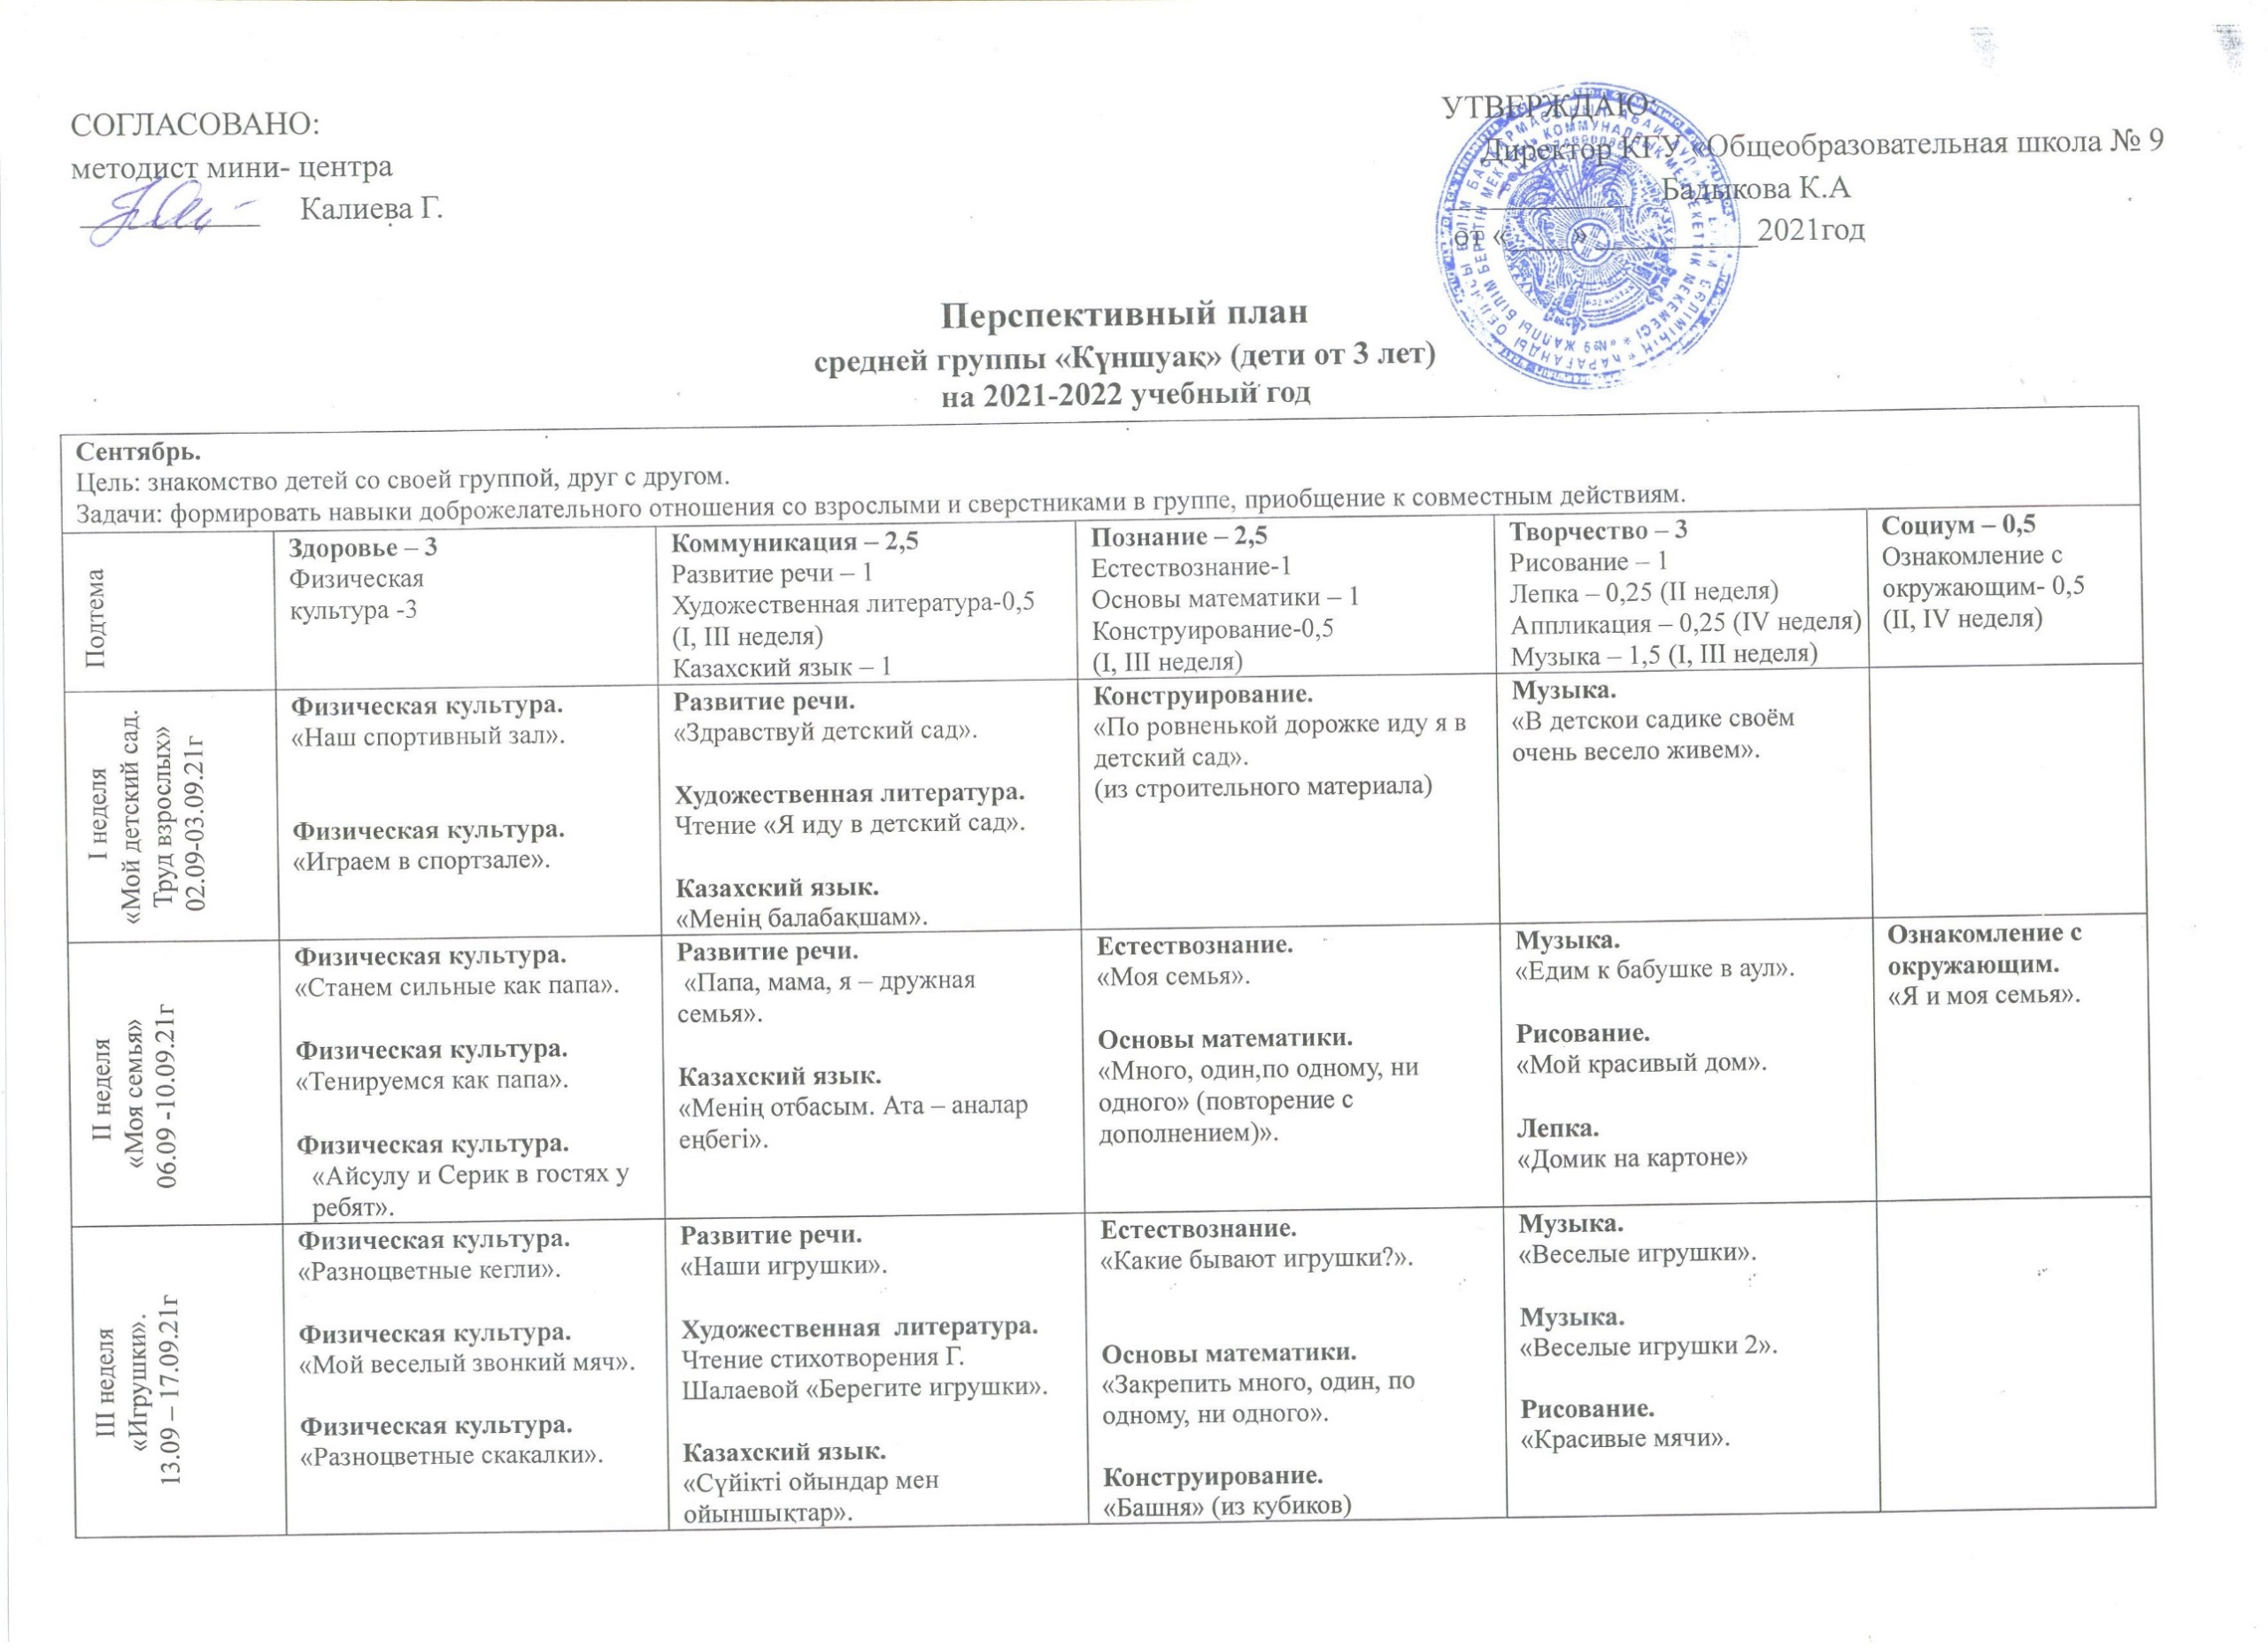 СОГЛАСОВАНО:
методист мини- центра
Калиева Г.
УТВЕРЖДАЮ:
Директор КГУ «Общеобразовательная школа № 9
Бадыкова К.А
от «____» __________2021год
Перспективный план
средней группы «Күншуақ» (дети от 3 лет)
на 2021-2022 учебный год
Сентябрь.
Цель: знакомство детей со своей группой, друг с другом.
Задачи: формировать навыки доброжелательного отношения со взрослыми и сверстниками в группе, приобщение к совместным действиям.
Подтема
Здоровье – 3
Физическая
культура -3
Коммуникация – 2,5
Развитие речи – 1
Художественная литература-0,5
(I, III неделя)
Казахский язык – 1
Познание – 2,5
Естествознание-1
Основы математики – 1
Конструирование-0,5
(I, III неделя)
Творчество – 3
Рисование – 1
Лепка – 0,25 (II неделя)
Аппликация – 0,25 (IV неделя)
Музыка – 1,5 (I, III неделя)
Социум – 0,5
Ознакомление с
окружающим- 0,5
(II, IV неделя)
I неделя
«Мой детский сад.
Труд взрослых»
02.09-03.09.21г
Физическая культура.
«Наш спортивный зал».
Физическая культура.
«Играем в спортзале».
Развитие речи.
«Здравствуй детский сад».
Художественная литература.
Чтение «Я иду в детский сад».
Казахский язык.
«Менің балабақшам».
Конструирование.
«По ровненькой дорожке иду я в
детский сад».
(из строительного материала)
Музыка.
«В детскои садике своём
очень весело живем».
II неделя
«Моя семья»
06.09 -10.09.21г
Физическая культура.
«Станем сильные как папа».
Физическая культура.
«Тенируемся как папа».
Физическая культура.
«Айсулу и Серик в гостях у
ребят».
Развитие речи.
«Папа, мама, я – дружная
семья».
Казахский язык.
«Менің отбасым. Ата – аналар
еңбегі».
Естествознание.
«Моя семья».
Основы математики.
«Много, один,по одному, ни
одного» (повторение с
дополнением)».
Музыка.
«Едим к бабушке в аул».
Рисование.
«Мой красивый дом».
Лепка.
«Домик на картоне»
Ознакомление с
окружающим.
«Я и моя семья».
III неделя
«Игрушки».
13.09 – 17.09.21г
Физическая культура.
«Разноцветные кегли».
Физическая культура.
«Мой веселый звонкий мяч».
Физическая культура.
«Разноцветные скакалки».
Развитие речи.
«Наши игрушки».
Художественная  литература.
Чтение стихотворения Г.
Шалаевой «Берегите игрушки».
Казахский язык.
«Сүйікті ойындар мен
ойыншықтар».
Естествознание.
«Какие бывают игрушки?».
Основы математики.
«Закрепить много, один, по
одному, ни одного».
Конструирование.
«Башня» (из кубиков)
Музыка.
«Веселые игрушки».
Музыка.
«Веселые игрушки 2».
Рисование.
«Красивые мячи».